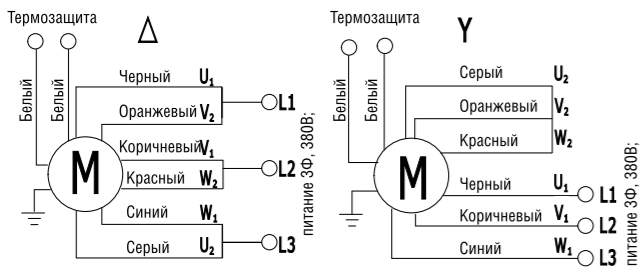 Термозащита
Δ
Белый
Белый
Черный U₁
Оранжевый V₂
L1
Коричневый V₁
Красный W₂
L2
Синий W₁
Серый U₂
L3
M
питание 3Ф, 380В;
Термозащита
Y
Белый
Белый
Серый U₂
Оранжевый V₂
Красный W₂
M
Черный U₁ L1
Коричневый V₁ L2
Синий W₁ L3
питание 3Ф, 380В;